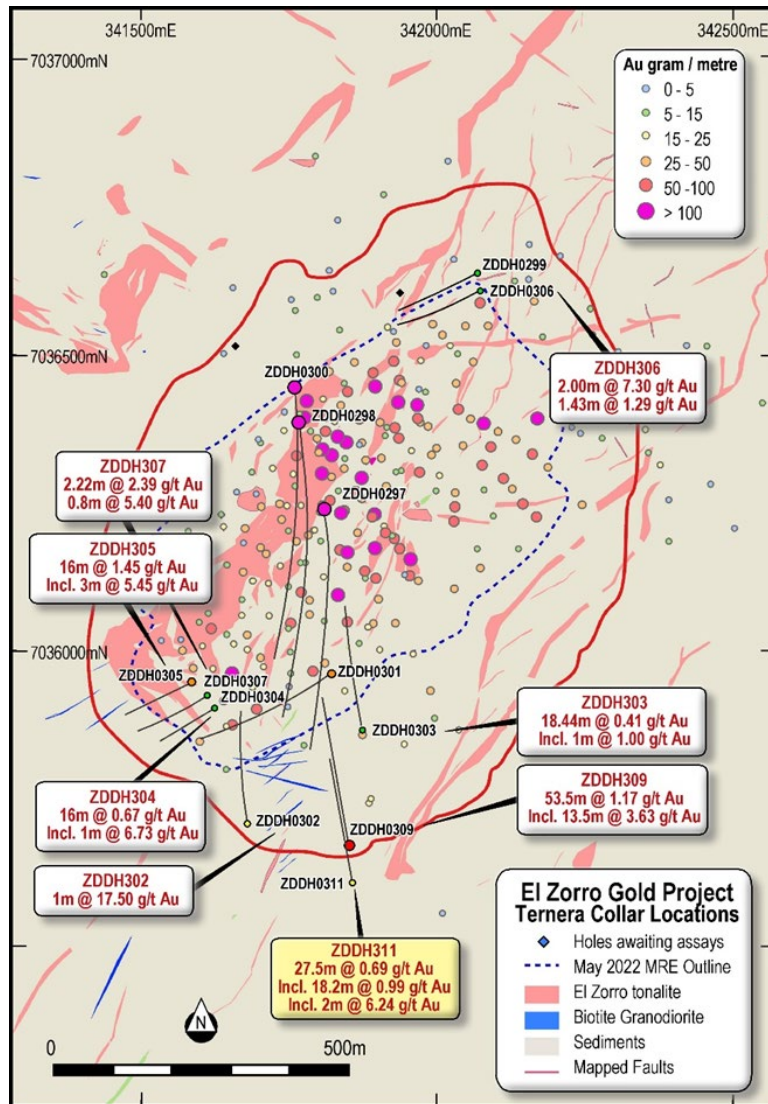 341500mE
342000mE
342500mE
7037000mN
Au gram / metre
0 - 5
5 - 15
15 - 25
25 - 50
50 -100
> 100
ZDDH0299
ZDDH0306
7036500mN
ZDDH0300
ZDDH0298
ZDDH306
2.00m @ 7.30 g/t Au
1.43m @ 1.29 g/t Au
ZDDH307
2.22m @ 2.39 g/t Au
0.8m @ 5.40 g/t Au
ZDDH0297
ZDDH305
16m @ 1.45 g/t Au
Incl. 3m @ 5.45 g/t Au
7036000mN
ZDDH0305
ZDDH0307
ZDDH0304
ZDDH0301
ZDDH0303
ZDDH303
18.44m @ 0.41 g/t Au
Incl. 1m @ 1.00 g/t Au
ZDDH309
53.5m @ 1.17 g/t Au
Incl. 13.5m @ 3.63 g/t Au
ZDDH304
16m @ 0.67 g/t Au
Incl. 1m @ 6.73 g/t Au
ZDDH0302
ZDDH0309
ZDDH302
1m @ 17.50 g/t Au
ZDDH0311
ZDDH311
27.5m @ 0.69 g/t Au
Incl. 18.2m @ 0.99 g/t Au
Incl. 2m @ 6.24 g/t Au
El Zorro Gold Project
Ternera Collar Locations
Holes awaiting assays
May 2022 MRE Outline
El Zorro tonalite
Biotite Granodiorite
Sediments
Mapped Faults
N
0
500m